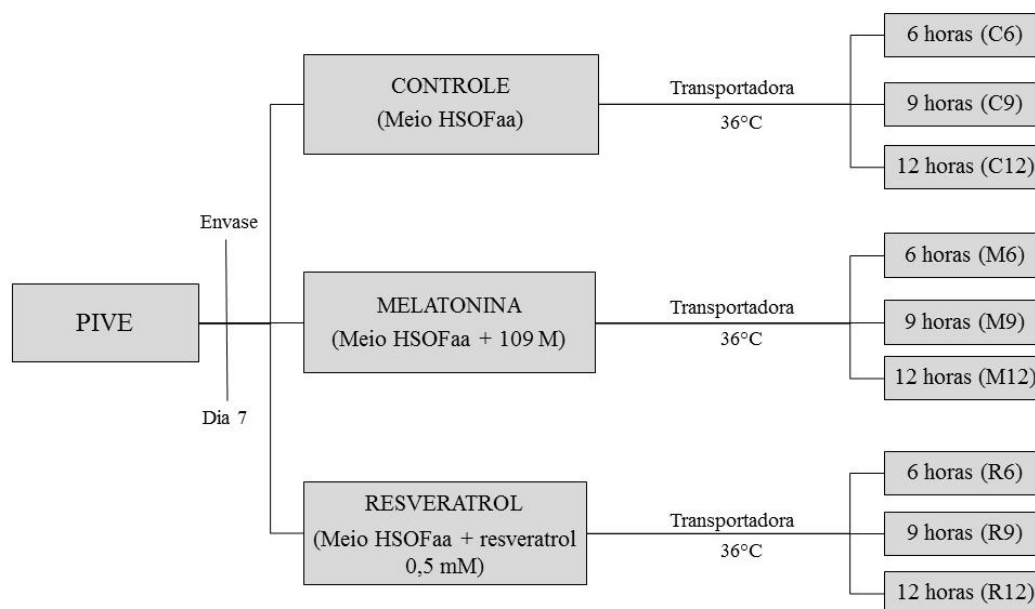 PIVE
Envase
Dia 7
CONTROLE
(Meio HSOFaa)
Transportadora
36°C
6 horas (C6)
9 horas (C9)
12 horas (C12)
MELATONINA
(Meio HSOFaa + 109 M)
Transportadora
36°C
6 horas (M6)
9 horas (M9)
12 horas (M12)
RESVERATROL
(Meio HSOFaa + resveratrol
0,5 mM)
Transportadora
36°C
6 horas (R6)
9 horas (R9)
12 horas (R12)